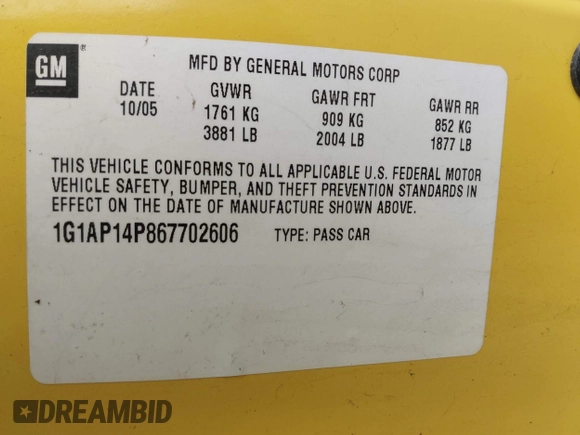 GM®
MFD BY GENERAL MOTORS CORP
DATE GVWR GAWR FRT GAWR RR
10/05 1761 KG 909 KG 852 KG
3881 LB 2004 LB 1877 LB
THIS VEHICLE CONFORMS TO ALL APPLICABLE U.S. FEDERAL MOTOR
VEHICLE SAFETY, BUMPER, AND THEFT PREVENTION STANDARDS IN
EFFECT ON THE DATE OF MANUFACTURE SHOWN ABOVE.
1G1AP14P867702606 TYPE: PASS CAR
DREAMBID